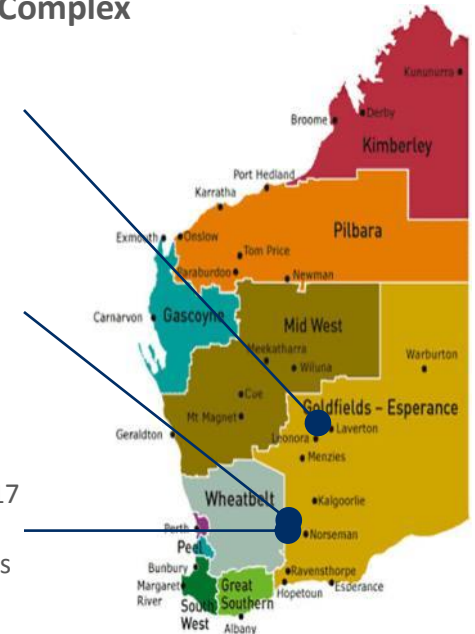 Complex
Kununurra
Derby
Broome
Kimberley
Port Hedland
Karratha
Pilbara
Exmouth
Onslow
Tom Price
Paraburdoo
Newman
Carnarvon
Gascoyne
Mid West
Meekatharra
Wiluna
Warburton
Cue
Goldfields – Esperance
Mt Magnet
Laverton
Leonora
Geraldton
Menzies
Wheatbelt
Kalgoorlie
17
Perth
Norseman
Peel
s
Bunbury
Ravensthorpe
Margaret
River
Great
Southern
Hopetoun
Esperance
South
West
Albany